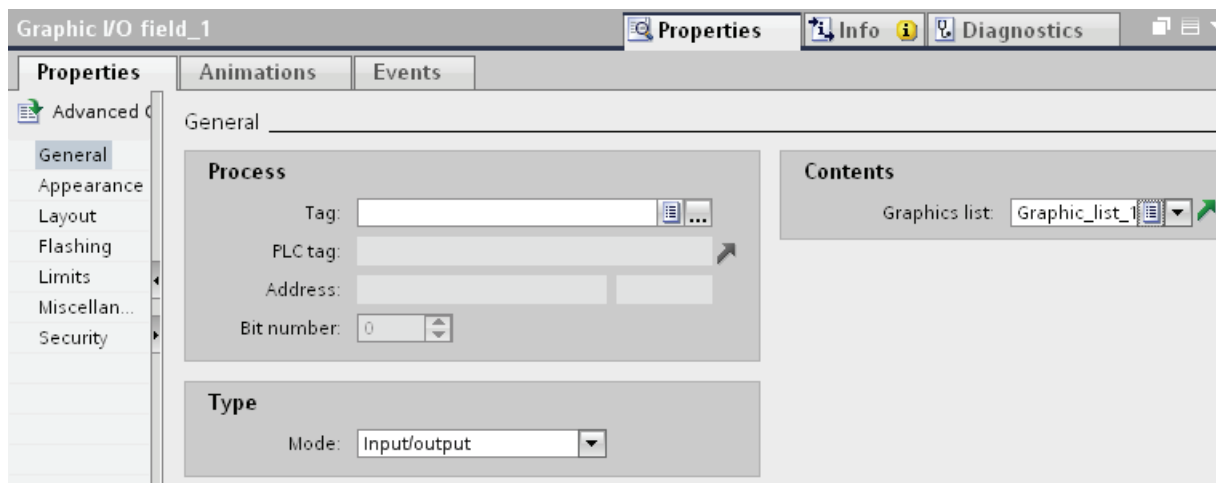 Graphic I/O field_1
Properties Info Diagnostics
Properties Animations Events
Advanced
General
Appearance
Layout
Flashing
Limits
Miscellan...
Security
General
Process
Tag: ...
PLC tag:
Address:
Bit number: 0
Type
Mode: Input/output
Contents
Graphics list: Graphic_list_1